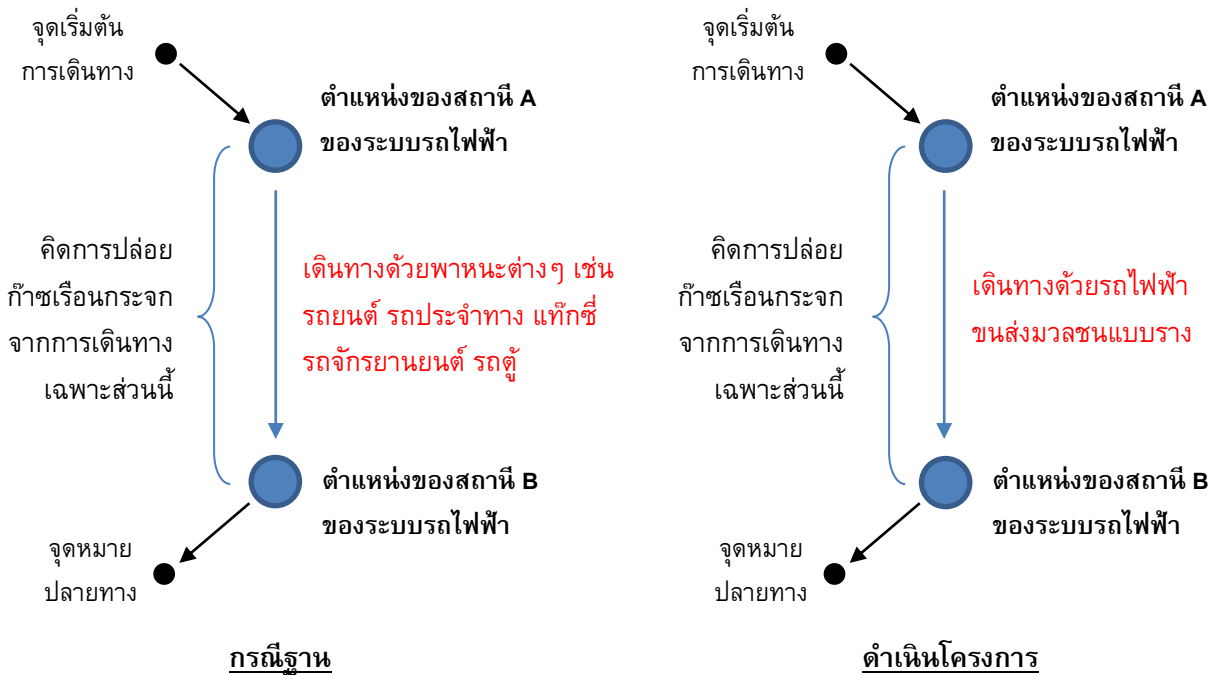 จุดเริ่มต้น
การเดินทาง
ตำแหน่งของสถานี A
ของระบบรถไฟฟ้า
คิดการปล่อย
ก๊าซเรือนกระจก
จากการเดินทาง
เฉพาะส่วนนี้
เดินทางด้วยพาหนะต่างๆ เช่น
รถยนต์ รถประจำทาง แท๊กซี่
รถจักรยานยนต์ รถตู้
ตำแหน่งของสถานี B
ของระบบรถไฟฟ้า
จุดหมาย
ปลายทาง
กรณีฐาน
จุดเริ่มต้น
การเดินทาง
ตำแหน่งของสถานี A
ของระบบรถไฟฟ้า
คิดการปล่อย
ก๊าซเรือนกระจก
จากการเดินทาง
เฉพาะส่วนนี้
เดินทางด้วยรถไฟฟ้า
ขนส่งมวลชนแบบราง
ตำแหน่งของสถานี B
ของระบบรถไฟฟ้า
จุดหมาย
ปลายทาง
ดำเนินโครงการ